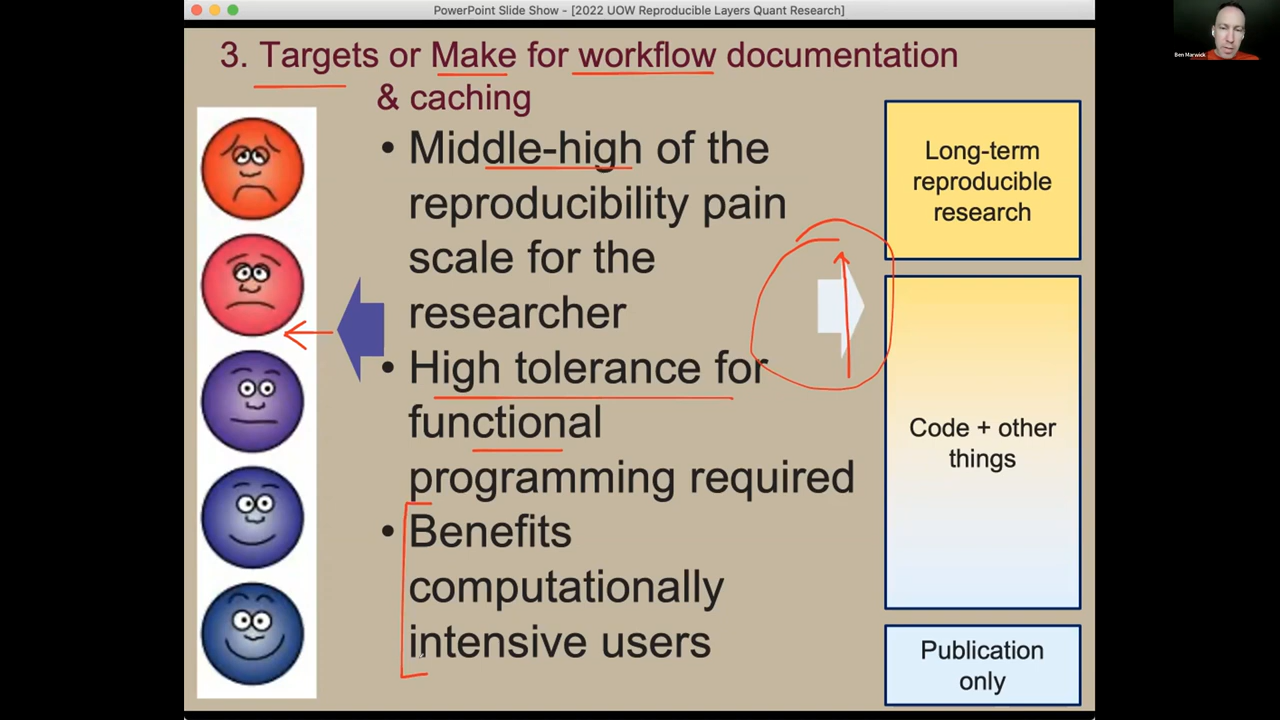 PowerPoint Slide Show - [2022 UOW Reproducible Layers Quant Research]
Ben Marwick
3. Targets or Make for workflow documentation
& caching
• Middle-high of the
reproducibility pain
scale for the
researcher
• High tolerance for
functional
programming required
• Benefits
computationally
intensive users
Long-term
reproducible
research
Code + other
things
Publication
only